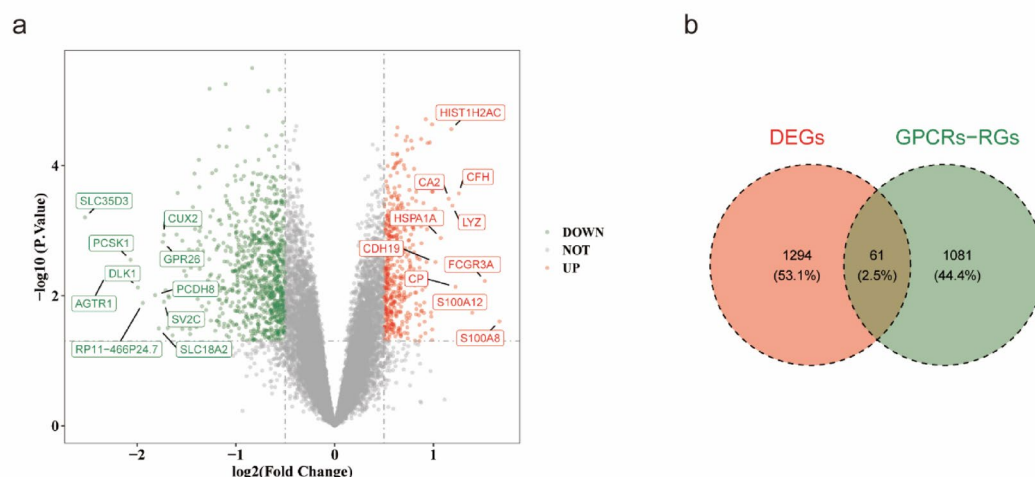 a
b
HIST1H2AC
CFH
CA2
LYZ
HSPA1A
CDH19
FCGR3A
CP
S100A12
S100A8
SLC35D3
CUX2
PCSK1
GPR26
DLK1
PCDH8
AGTR1
SV2C
RP11−466P24.7
SLC18A2
4
2
0
−log10 (P.Value)
−2
−1
0
1
log2(Fold Change)
DOWN
NOT
UP
DEGs
GPCRs−RGs
1294
(53.1%)
61
(2.5%)
1081
(44.4%)